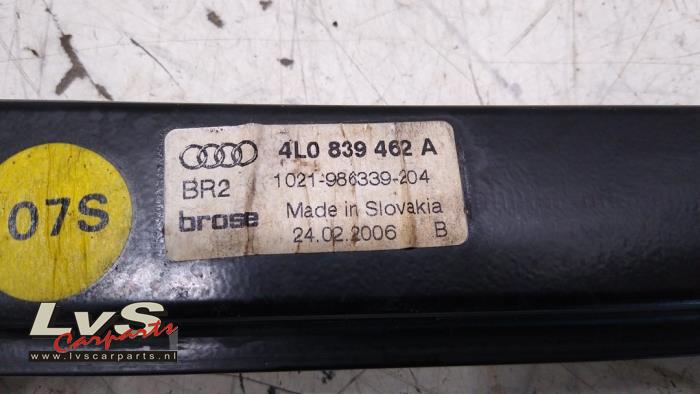 4L0 839 462 A
BR2 1021-986339-204
brose Made in Slovakia
24.02.2006 B
07S
LvS
Carparts
www.lvscarparts.nl